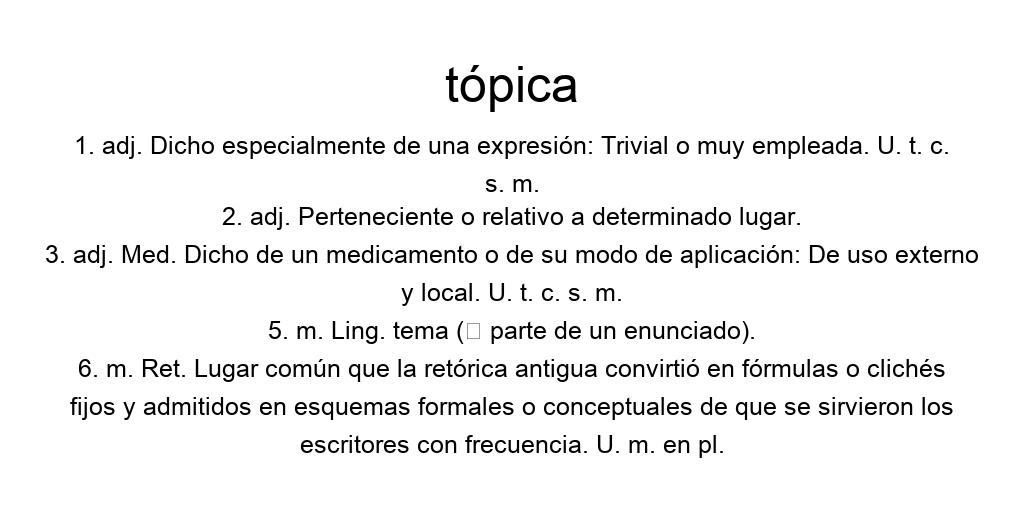 tópica
1. adj. Dicho especialmente de una expresión: Trivial o muy empleada. U. t. c.
s. m.
2. adj. Perteneciente o relativo a determinado lugar.
3. adj. Med. Dicho de un medicamento o de su modo de aplicación: De uso externo
y local. U. t. c. s. m.
5. m. Ling. tema (□ parte de un enunciado).
6. m. Ret. Lugar común que la retórica antigua convirtió en fórmulas o clichés
fijos y admitidos en esquemas formales o conceptuales de que se sirvieron los
escritores con frecuencia. U. m. en pl.